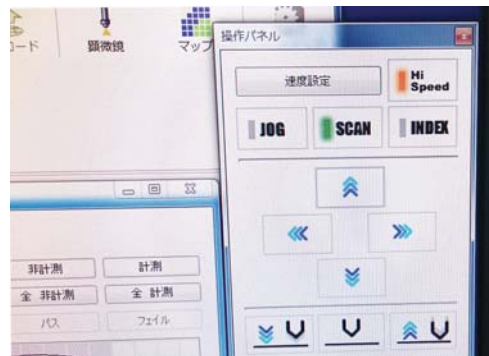 ード
顕微鏡
マップ
操作パネル
速度設定
Hi
Speed
JOG
SCAN
INDEX
非計測
計測
全 非計測
全 計測
パス
ファイル